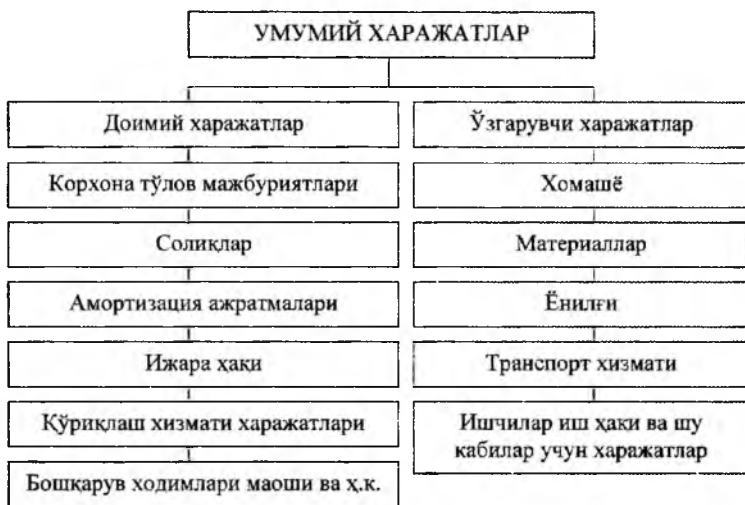 УМУМИЙ ХАРАЖАТЛАР
Доимий харажатлар
Корхона тўлов мажбуриятлари
Солиқлар
Амортизация ажратмалари
Ижара ҳақи
Қўриқлаш хизмати харажатлари
Бошқарув ходимлари маоши ва ҳ.к.
Ўзгарувчи харажатлар
Хомашё
Материаллар
Ёнилғи
Транспорт хизмати
Ишчилар иш ҳақи ва шу
кабилар учун харажатлар